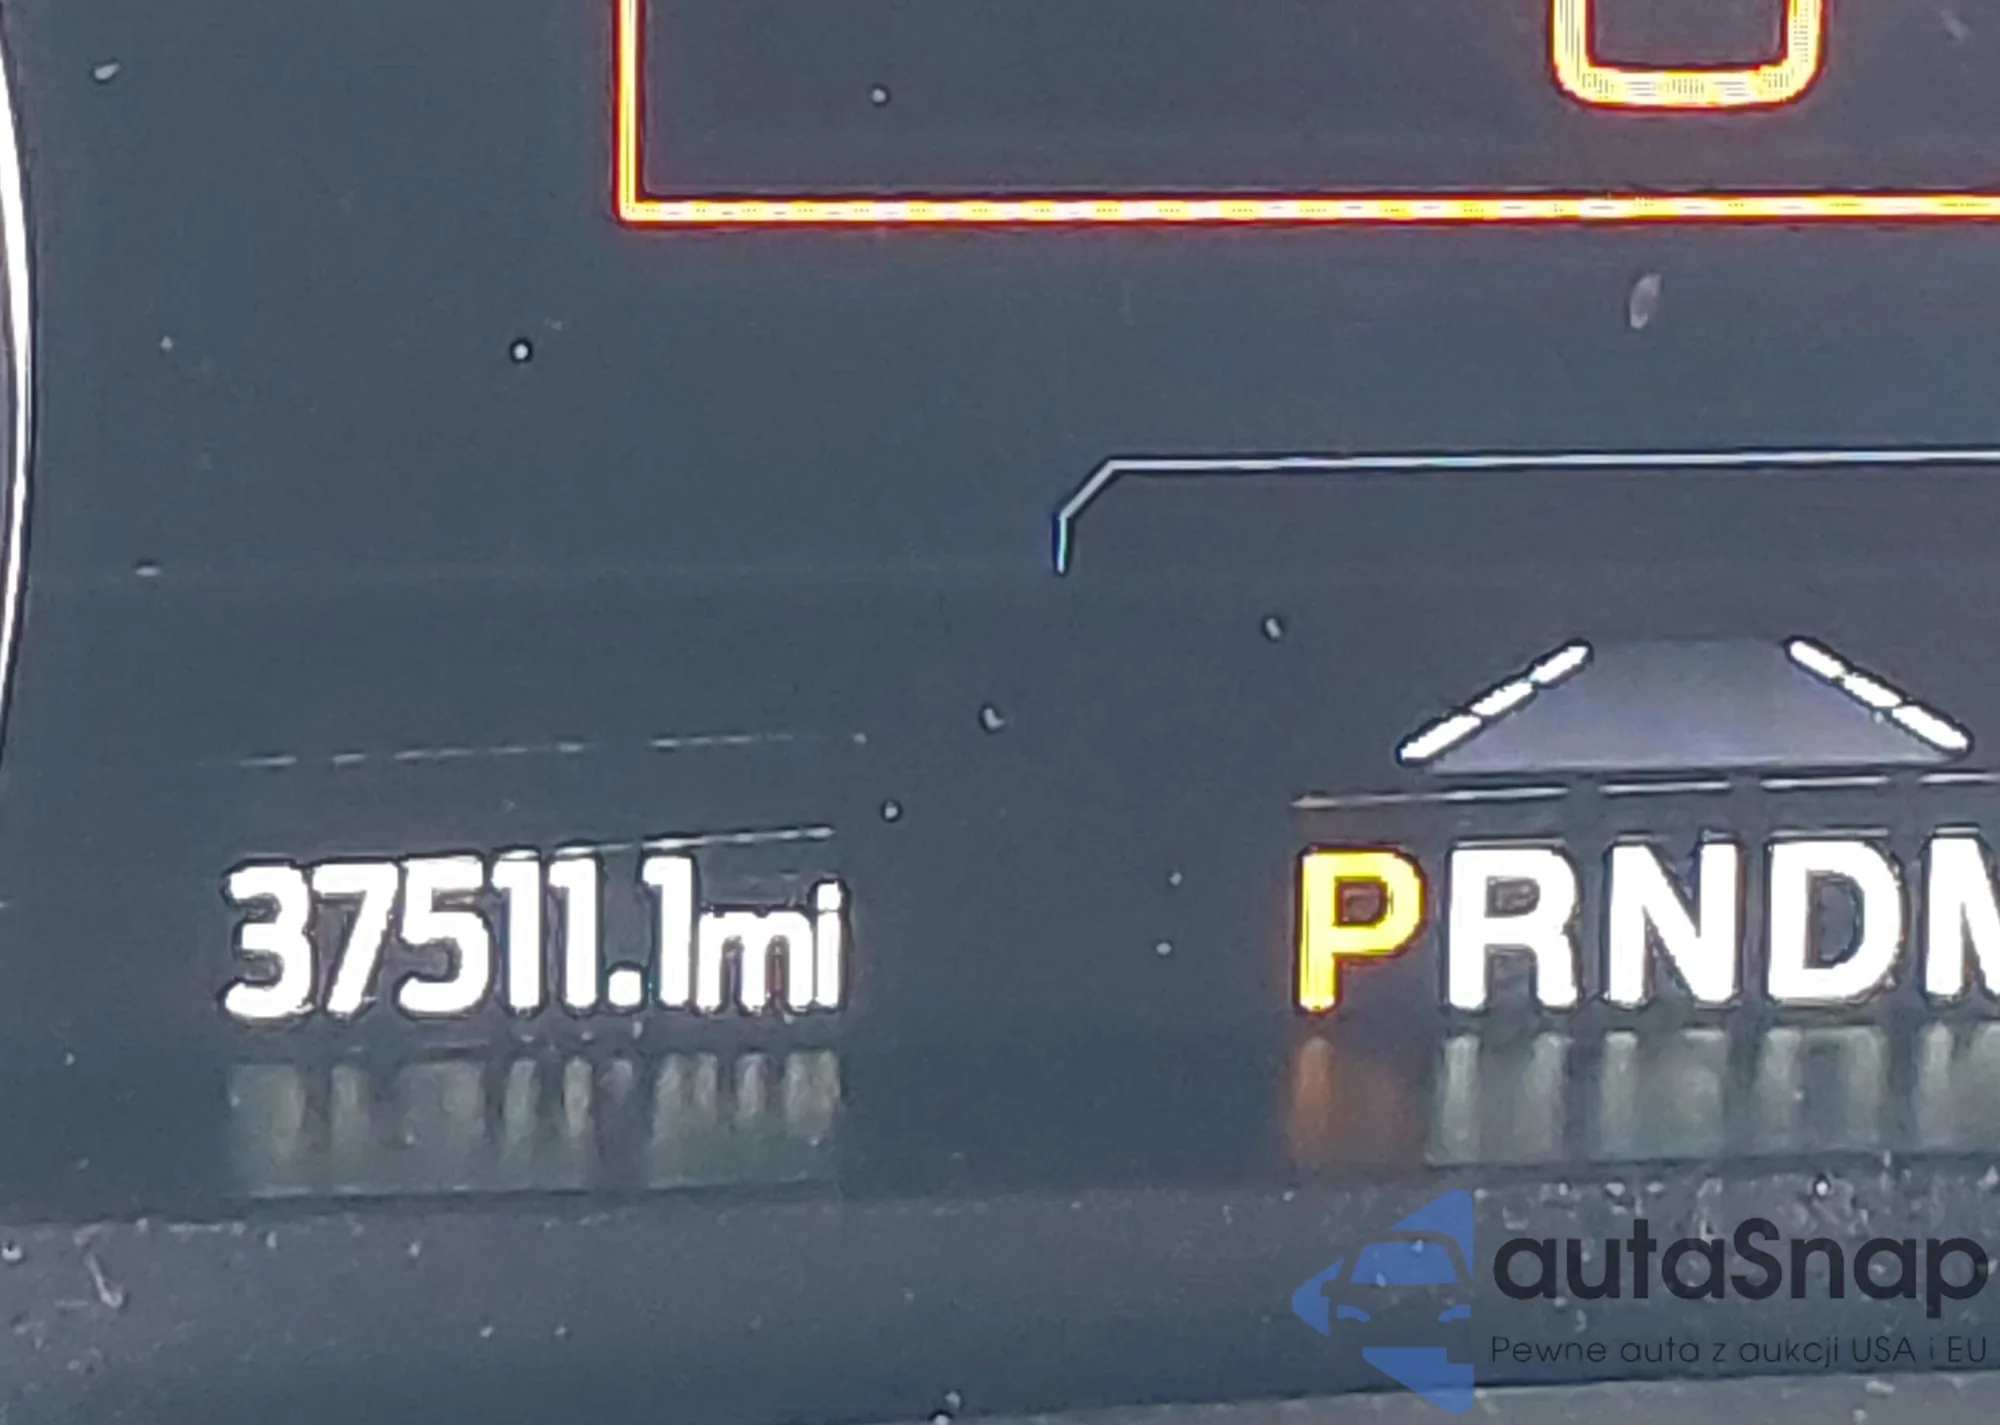 37511.1mi
PRNDM
autaSnap
Pewne auta z aukcji USA i EU